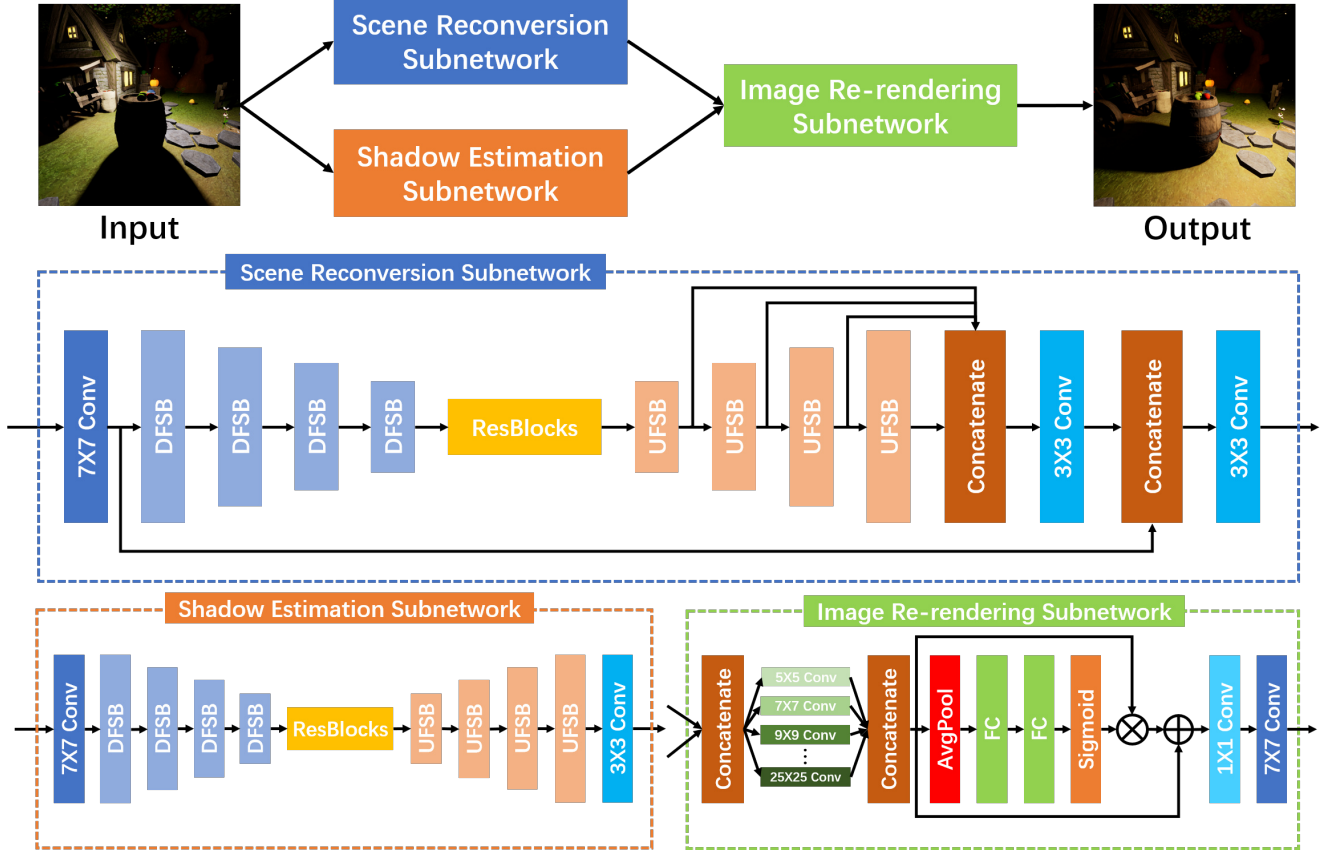 Scene Reconversion
Subnetwork
Image Re-rendering
Subnetwork
Shadow Estimation
Subnetwork
Input
Output
Scene Reconversion Subnetwork
7X7 Conv
DFSB
DFSB
DFSB
DFSB
ResBlocks
UFSB
UFSB
UFSB
UFSB
Concatenate
3X3 Conv
Concatenate
3X3 Conv
Shadow Estimation Subnetwork
7X7 Conv
DFSB
DFSB
DFSB
DFSB
ResBlocks
UFSB
UFSB
UFSB
UFSB
3X3 Conv
Image Re-rendering Subnetwork
Concatenate
5X5 Conv
7X7 Conv
9X9 Conv
⋮
25X25 Conv
Concatenate
AvgPool
FC
FC
Sigmoid
1X1 Conv
7X7 Conv